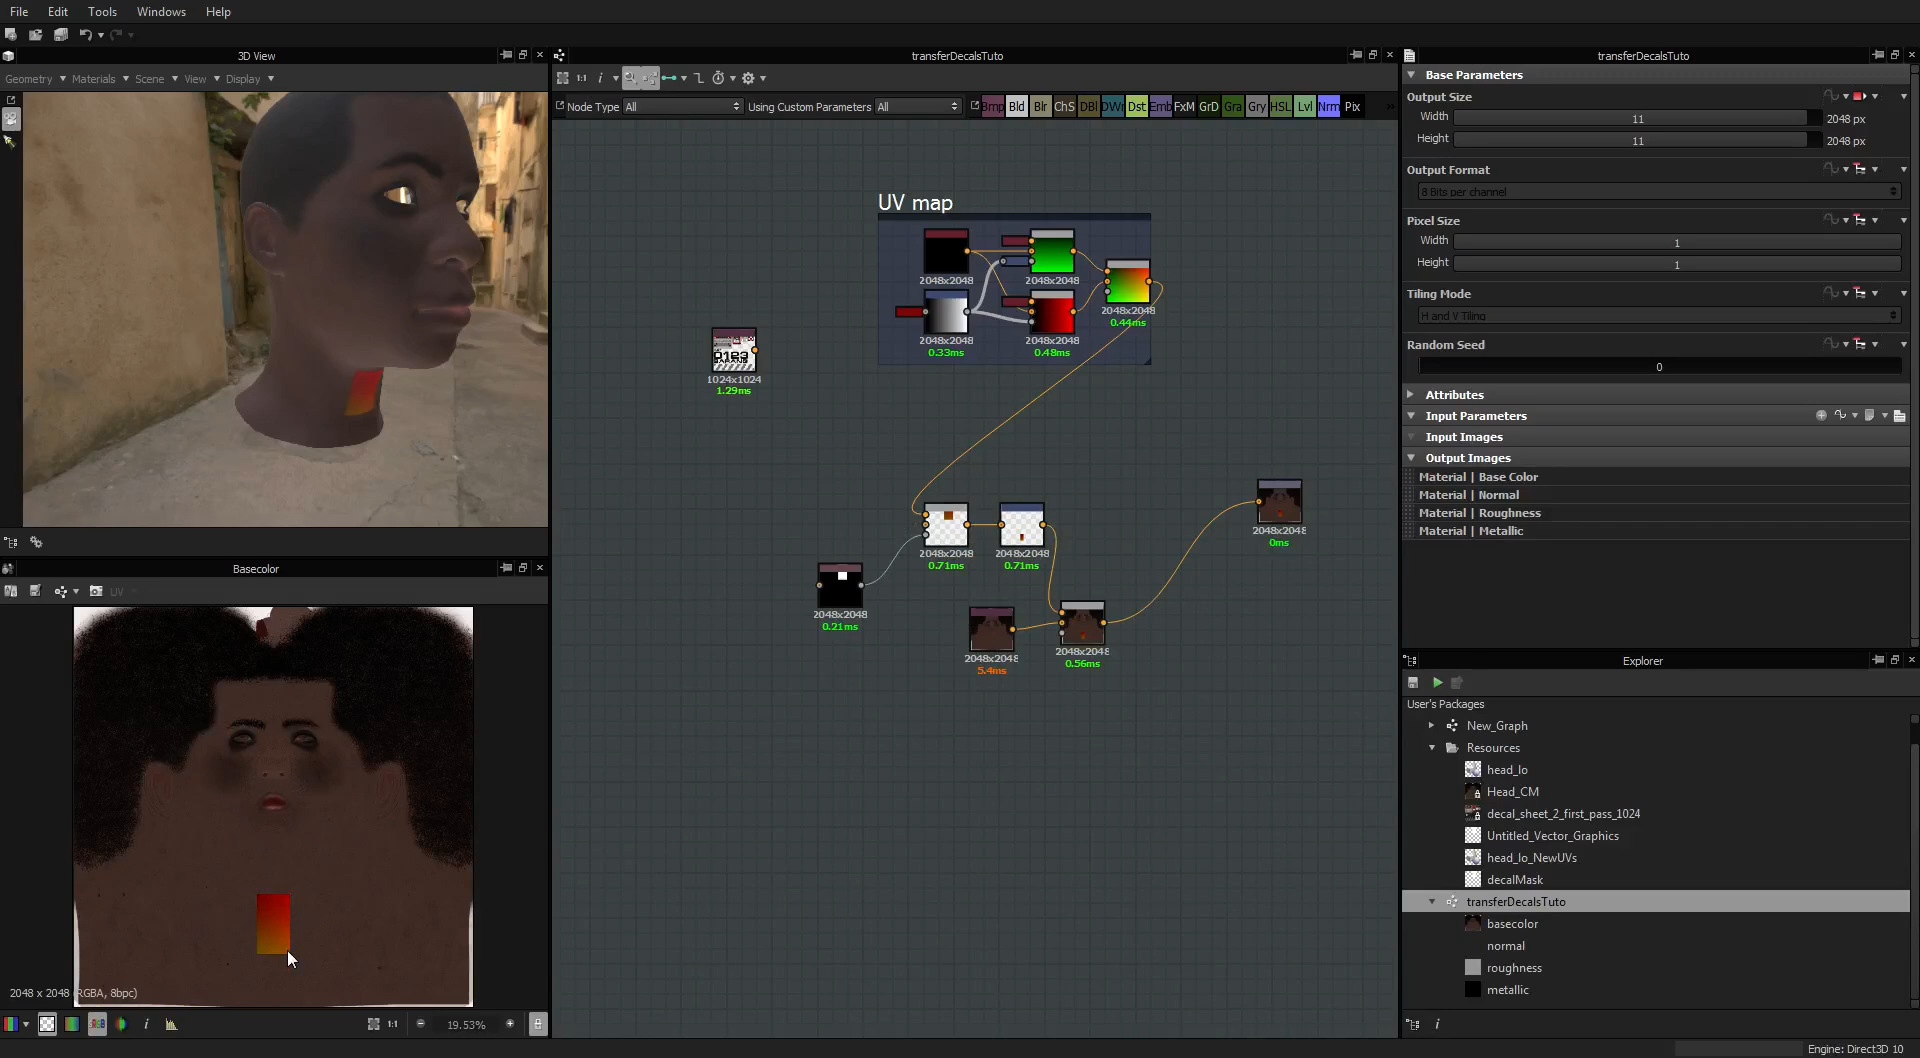 File Edit Tools Windows Help
3D View
Geometry Materials Scene View Display
transferDecalsTuto
1:1 i
Node Type All Using Custom Parameters All Bmp Bld Blr ChS DBl DWr Dst Emb FxM GrD Gra Gry HSL Lvl Nrm Pix
UV map
2048x2048
2048x2048
2048x2048
0.44ms
2048x2048
0.33ms
2048x2048
0.48ms
1024x1024
1.29ms
2048x2048
0.71ms
2048x2048
0.71ms
2048x2048
0ms
2048x2048
0.21ms
2048x2048
5.4ms
2048x2048
0.56ms
Basecolor
UV
2048 x 2048 (RGBA, 8bpc)
1:1 19.53%
transferDecalsTuto
Base Parameters
Output Size
Width 11 2048 px
Height 11 2048 px
Output Format
8 Bits per channel
Pixel Size
Width 1
Height 1
Tiling Mode
H and V Tiling
Random Seed
0
Attributes
Input Parameters
Input Images
Output Images
Material | Base Color
Material | Normal
Material | Roughness
Material | Metallic
Explorer
User's Packages
New_Graph
Resources
head_lo
Head_CM
decal_sheet_2_first_pass_1024
Untitled_Vector_Graphics
head_lo_NewUVs
decalMask
transferDecalsTuto
basecolor
normal
roughness
metallic
Engine: Direct3D 10